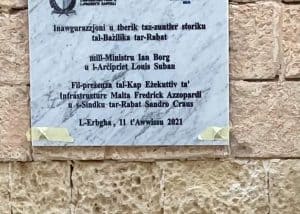 Inawgurazzjoni u tberik taz-zuntier storiku
tal-Bażilika tar-Rabat
mill-Ministru Ian Borg
u l-Arċipriet Louis Suban
Fil-preżenza tal-Kap Eżekuttiv ta'
Infrastructure Malta Fredrick Azzopardi
u s-Sindku tar-Rabat Sandro Craus
L-Erbgħa, 11 t'Awwissu 2021